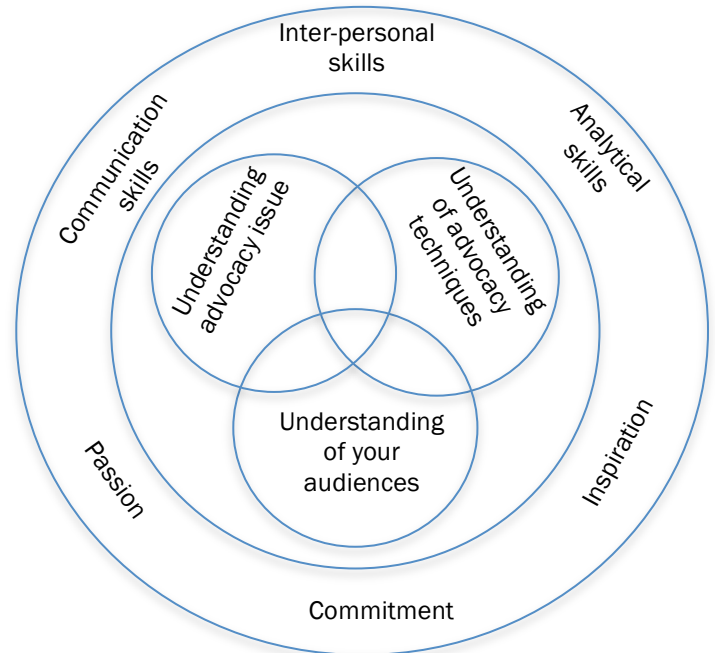 Inter-personal
skills
Communication
skills
Analytical
skills
Understanding
advocacy issue
Understanding
of advocacy
techniques
Understanding
of your
audiences
Passion
Inspiration
Commitment